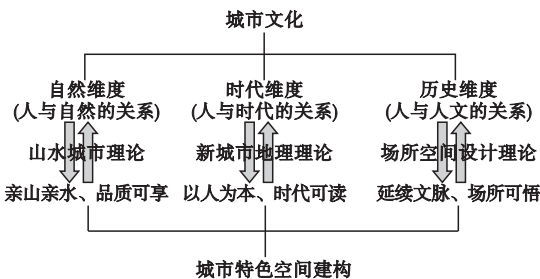 城市文化
自然维度 时代维度 历史维度
(人与自然的关系) (人与时代的关系) (人与人文的关系)
山水城市理论 新城市地理理论 场所空间设计理论
亲山亲水、品质可享 以人为本、时代可读 延续文脉、场所可悟
城市特色空间建构